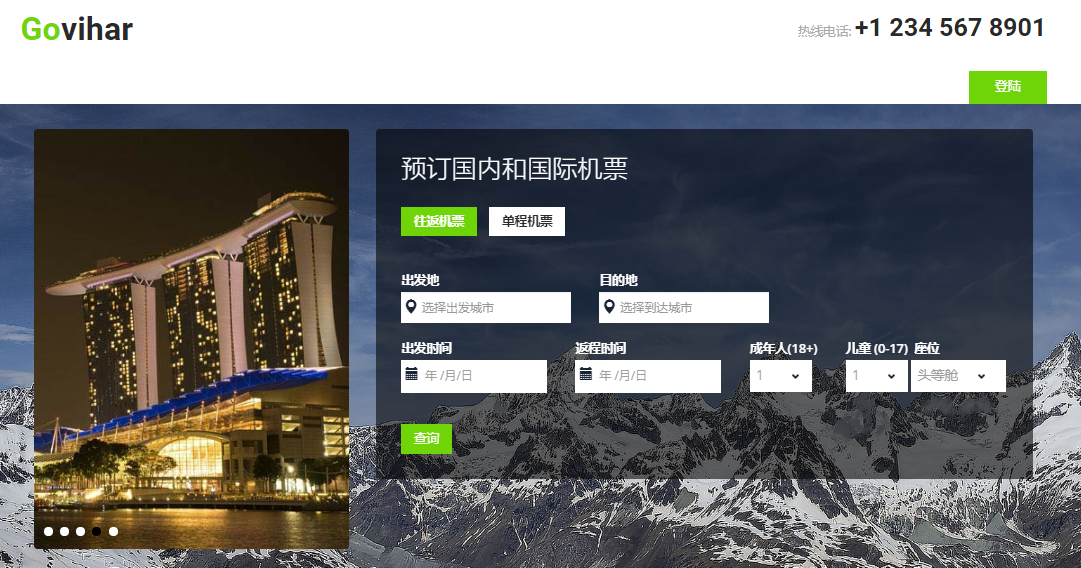 Govihar
热线电话: +1 234 567 8901
登陆
预订国内和国际机票
往返机票 单程机票
出发地 目的地
选择出发城市 选择到达城市
出发时间 返程时间 成年人(18+) 儿童 (0-17) 座位
年 /月/日 年 /月/日 1 1 头等舱
查询